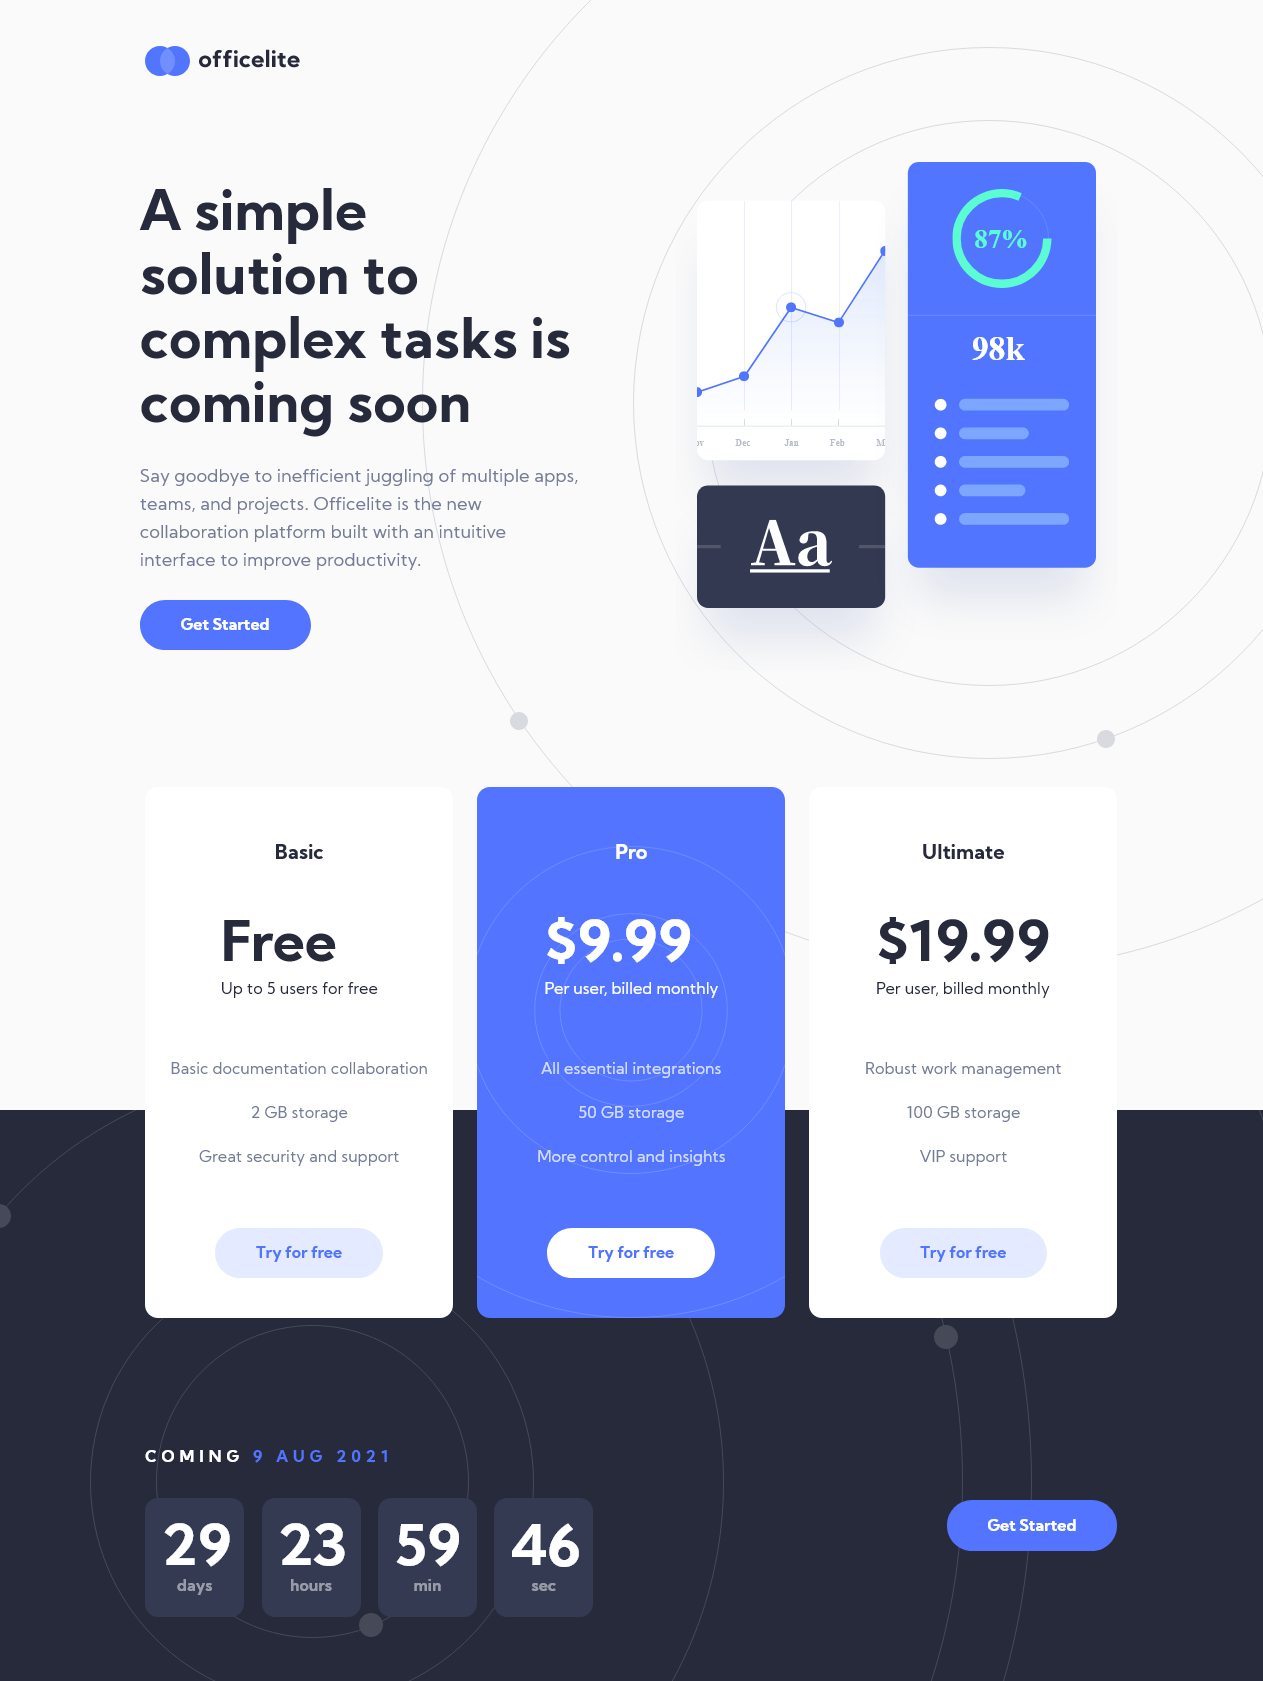 officelite
A simple
solution to
complex tasks is
coming soon
Say goodbye to inefficient juggling of multiple apps,
teams, and projects. Officelite is the new
collaboration platform built with an intuitive
interface to improve productivity.
Get Started
ov Dec Jan Feb M
Aa
87%
98k
Basic
Free
Up to 5 users for free
Basic documentation collaboration
2 GB storage
Great security and support
Try for free
Pro
$9.99
Per user, billed monthly
All essential integrations
50 GB storage
More control and insights
Try for free
Ultimate
$19.99
Per user, billed monthly
Robust work management
100 GB storage
VIP support
Try for free
COMING 9 AUG 2021
29 23 59 46
days hours min sec
Get Started